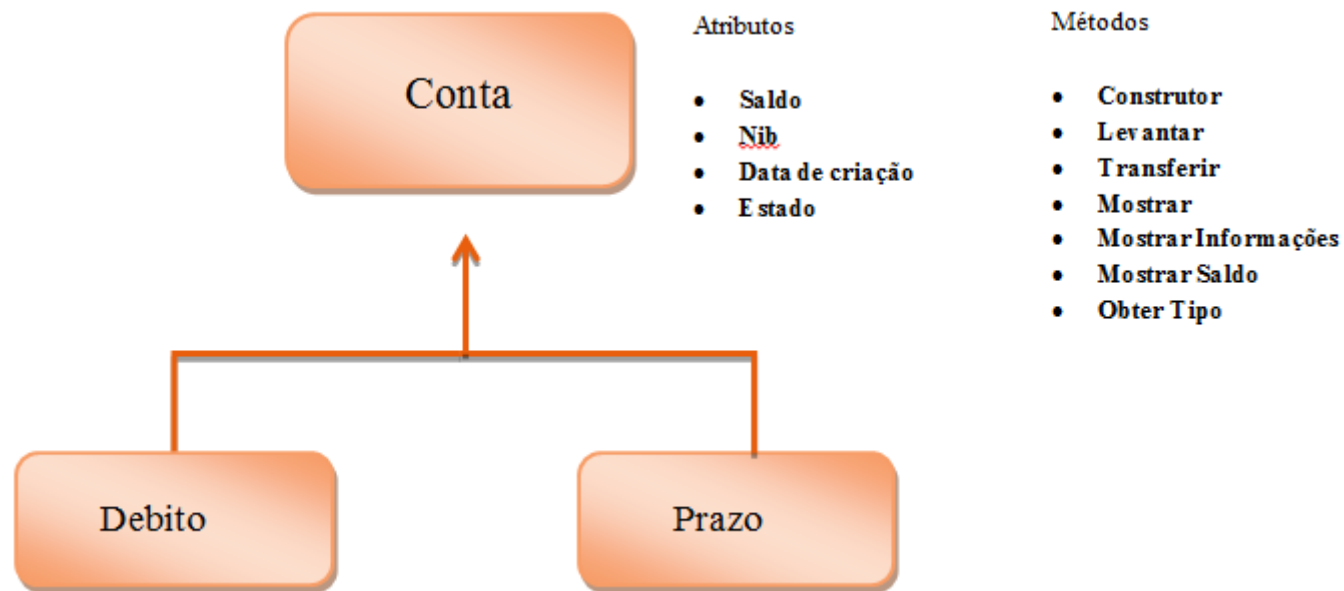 Conta
Atributos
• Saldo
• Nib
• Data de criação
• Estado
Métodos
• Construtor
• Levantar
• Transferir
• Mostrar
• Mostrar Informações
• Mostrar Saldo
• Obter Tipo
Debito
Prazo